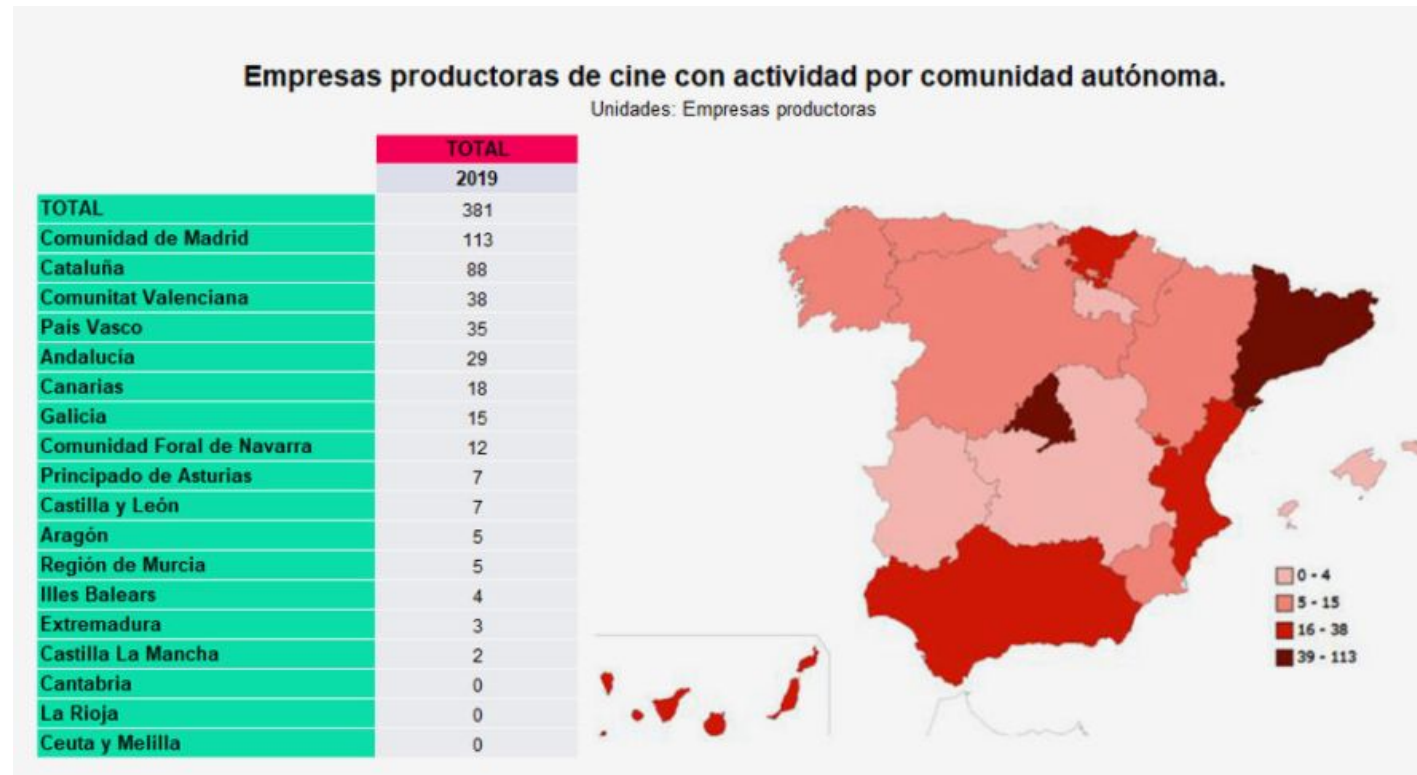 Empresas productoras de cine con actividad por comunidad autónoma.
Unidades: Empresas productoras
TOTAL
2019
TOTAL 381
Comunidad de Madrid 113
Cataluña 88
Comunitat Valenciana 38
País Vasco 35
Andalucía 29
Canarias 18
Galicia 15
Comunidad Foral de Navarra 12
Principado de Asturias 7
Castilla y León 7
Aragón 5
Región de Murcia 5
Illes Balears 4
Extremadura 3
Castilla La Mancha 2
Cantabria 0
La Rioja 0
Ceuta y Melilla 0
0 - 4
5 - 15
16 - 38
39 - 113